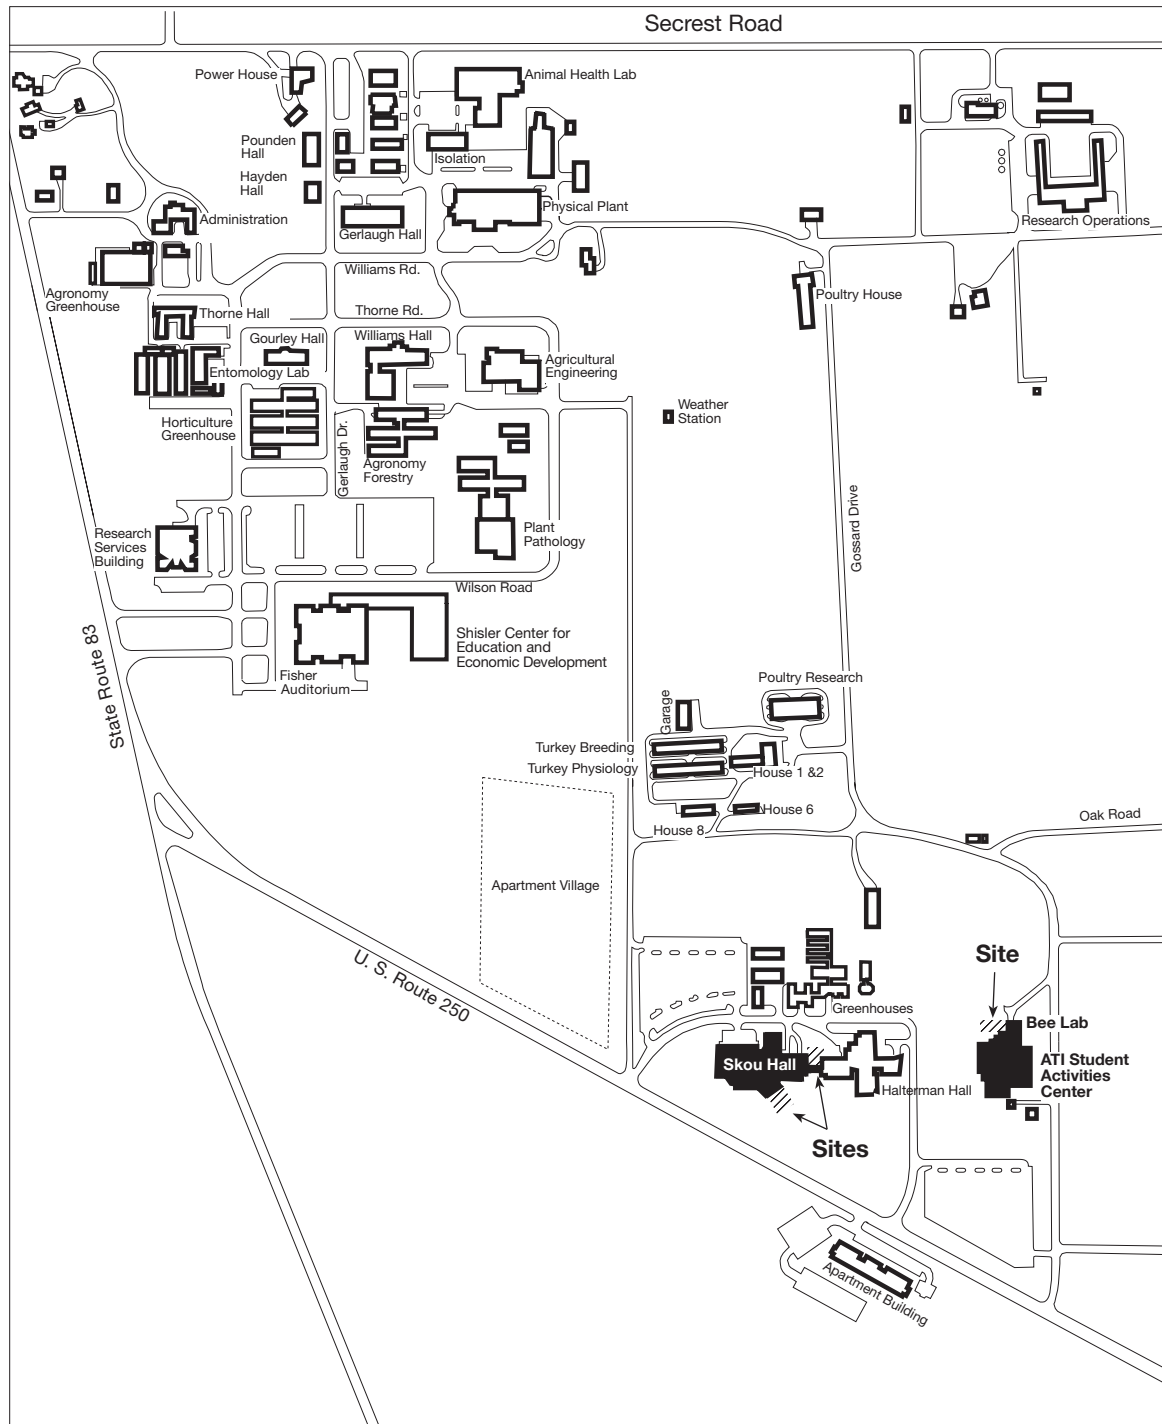 Secrest Road
Power House
Animal Health Lab
Pounden
Hall
Isolation
Hayden
Hall
Administration
Physical Plant
Gerlaugh Hall
Research Operations
Williams Rd.
Agronomy
Greenhouse
Poultry House
Thorne Hall
Thorne Rd.
Gourley Hall
Williams Hall
Entomology Lab
Agricultural
Engineering
Weather
Station
Horticulture
Greenhouse
Gerlaugh Dr.
Agronomy
Forestry
Research
Services
Building
Plant
Pathology
Gossard Drive
Wilson Road
State Route 83
Shisler Center for
Education and
Economic Development
Fisher
Auditorium
Poultry Research
Garage
Turkey Breeding
Turkey Physiology
House 1 &2
House 6
House 8
Oak Road
Apartment Village
U. S. Route 250
Site
Greenhouses
Bee Lab
Skou Hall
ATI Student
Activities
Center
Halterman Hall
Sites
Apartment Building